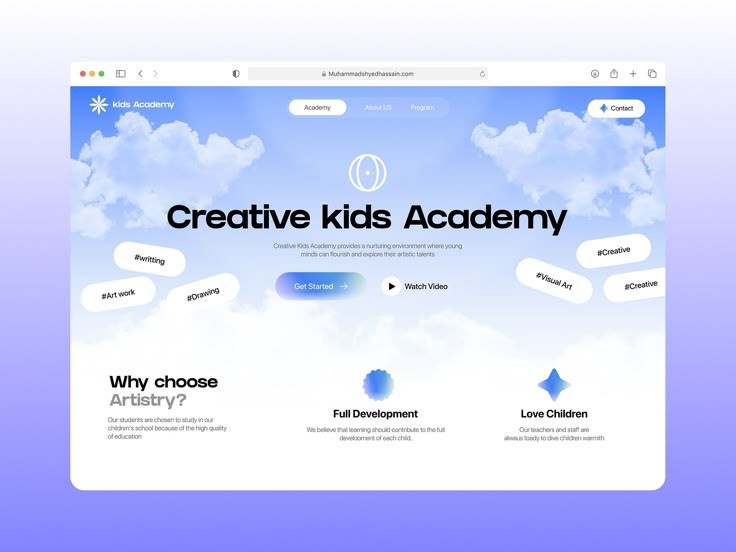 Muhammadshyedhassain.com
kids Academy
Academy
About US
Program
Contact
Creative kids Academy
Creative Kids Academy provides a nurturing environment where young
minds can flourish and explore their artistic talents
#writting
#Art work
#Drawing
Get Started
Watch Video
#Visual Art
#Creative
#Creative
Why choose
Artistry?
Our students are chosen to study in our
children's school because of the high quality
of education
Full Development
We believe that learning should contribute to the full
development of each child.
Love Children
Our teachers and staff are
always toady to dive children warmth